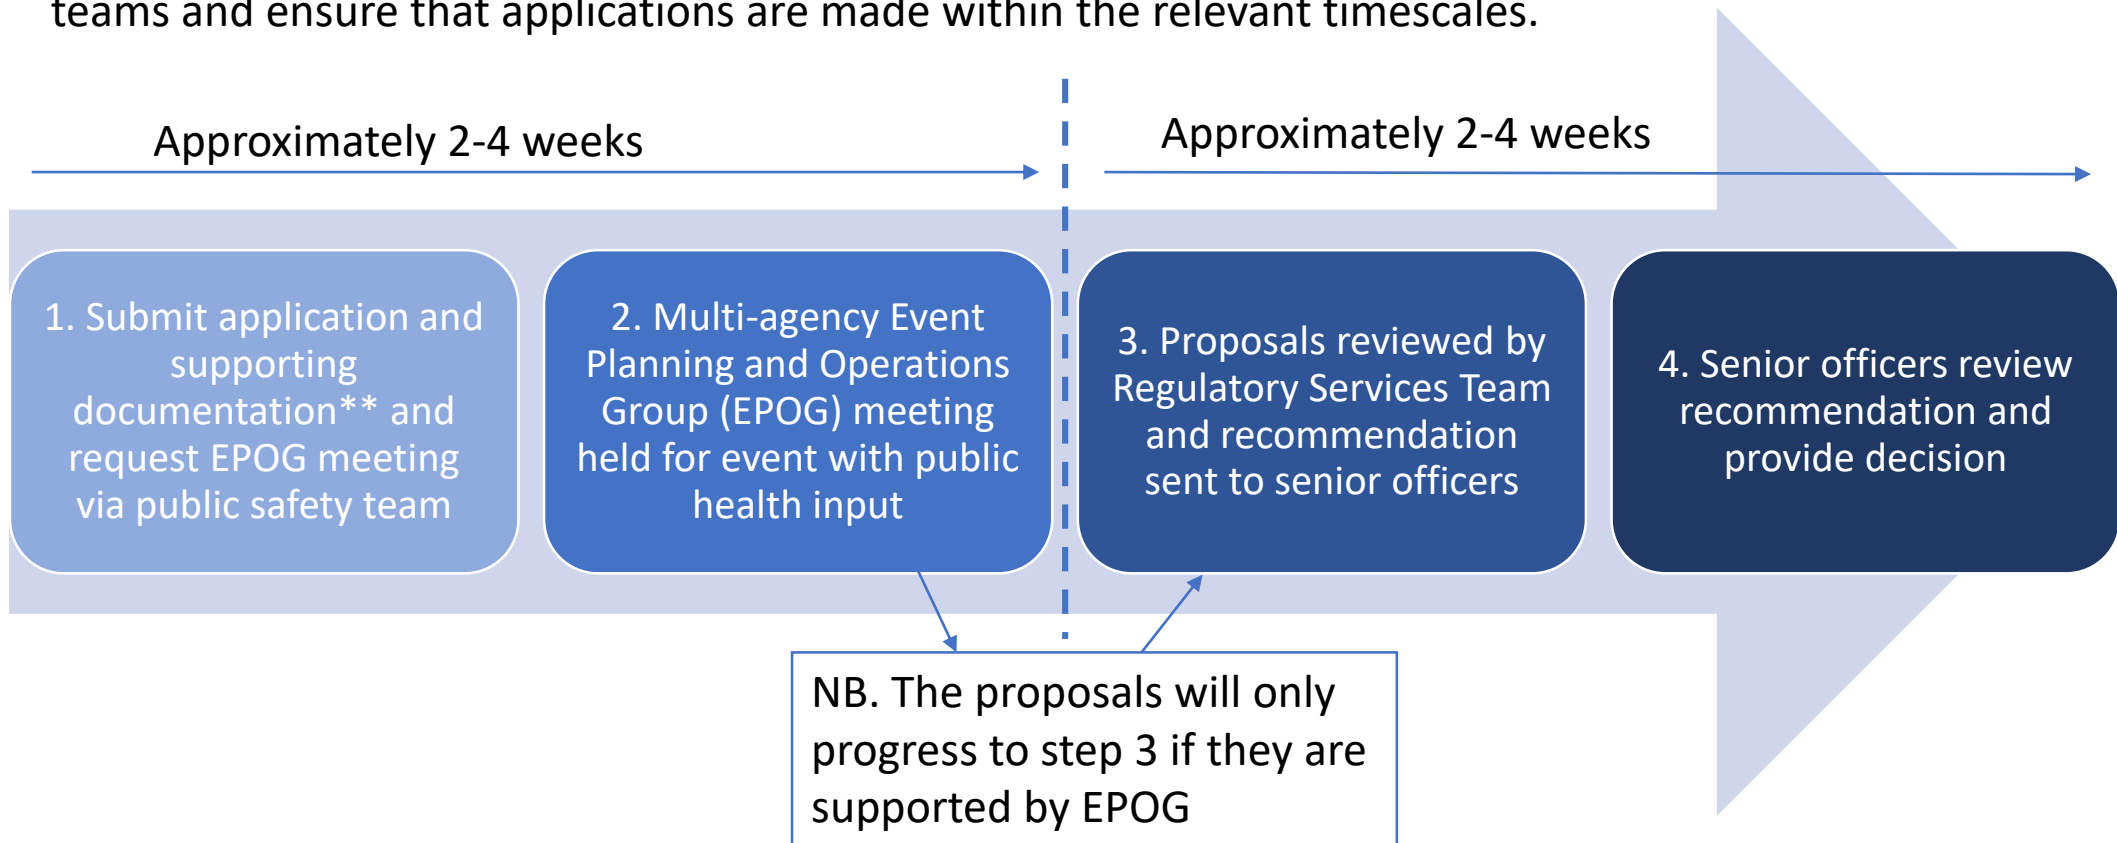 teams and ensure that applications are made within the relevant timescales.
Approximately 2-4 weeks
Approximately 2-4 weeks
1. Submit application and
supporting
documentation** and
request EPOG meeting
via public safety team
2. Multi-agency Event
Planning and Operations
Group (EPOG) meeting
held for event with public
health input
3. Proposals reviewed by
Regulatory Services Team
and recommendation
sent to senior officers
4. Senior officers review
recommendation and
provide decision
NB. The proposals will only
progress to step 3 if they are
supported by EPOG